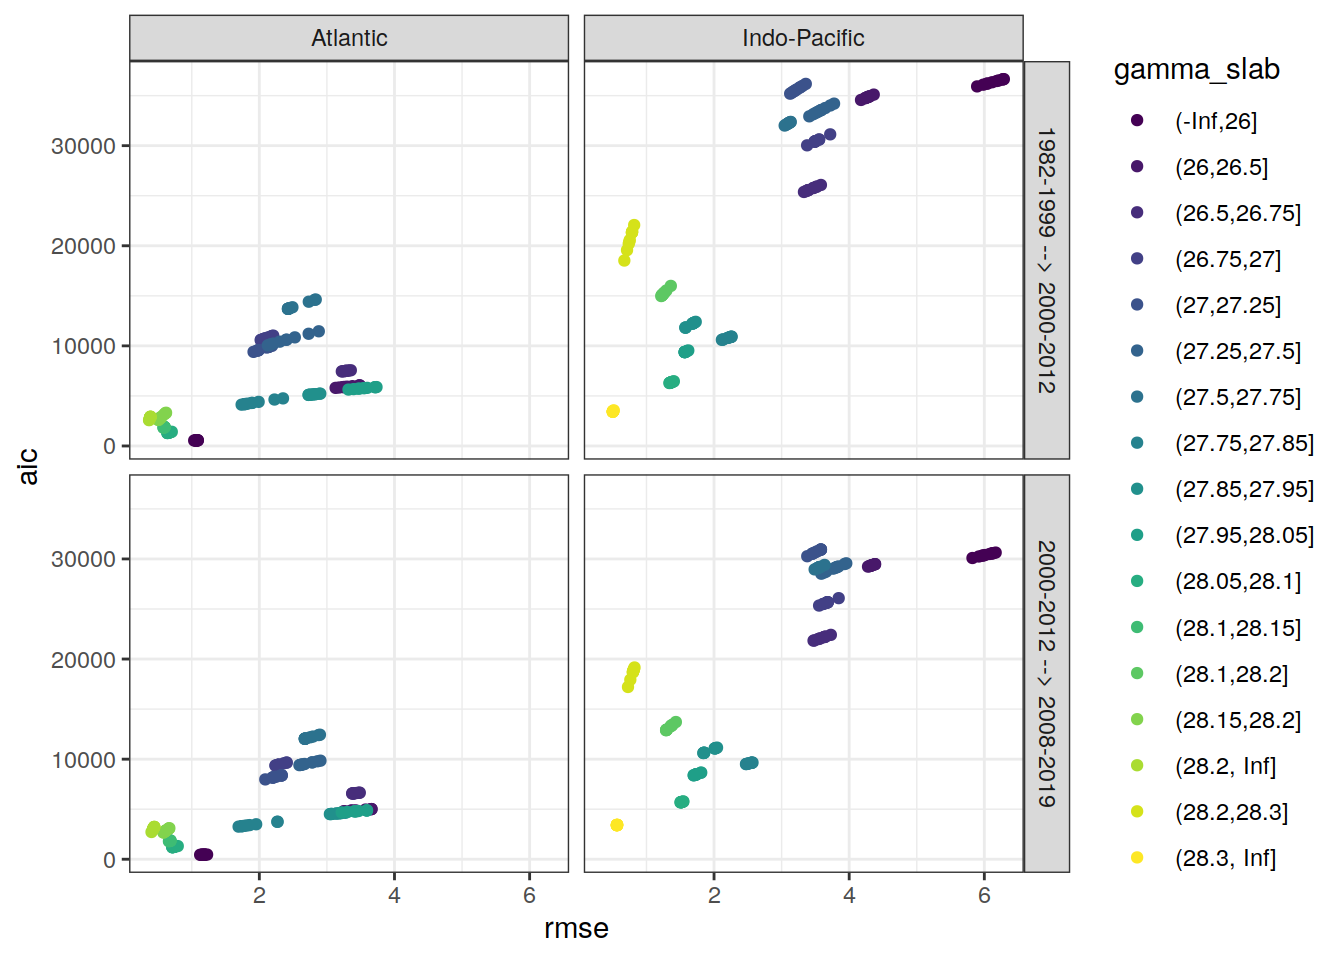 Atlantic
Indo-Pacific
gamma_slab
(-Inf,26]
(26,26.5]
(26.5,26.75]
(26.75,27]
(27,27.25]
(27.25,27.5]
(27.5,27.75]
(27.75,27.85]
(27.85,27.95]
(27.95,28.05]
(28.05,28.1]
(28.1,28.15]
(28.1,28.2]
(28.15,28.2]
(28.2, Inf]
(28.2,28.3]
(28.3, Inf]
1982-1999 --> 2000-2012
2000-2012 --> 2008-2019
aic
30000
20000
10000
0
30000
20000
10000
0
2
4
6
2
4
6
rmse